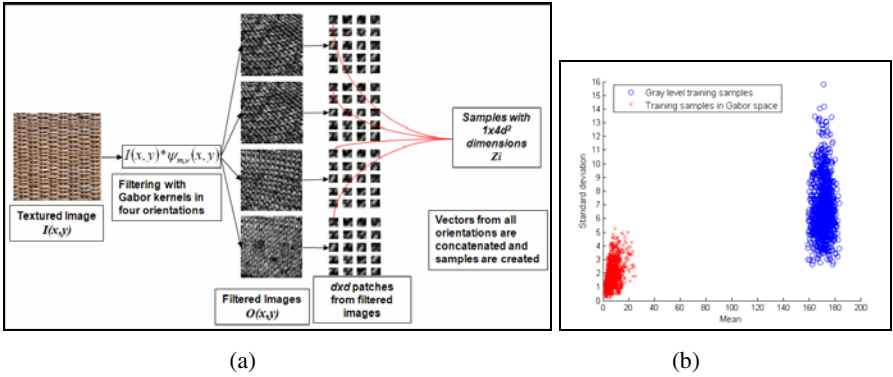 Textured Image
I(x,y)
I(x, y)*ψm,ν(x, y)
Filtering with
Gabor kernels in
four orientations
Filtered Images
O(x,y)
dxd patches
from filtered
images
Samples with
1x4d²
dimensions
Zi
Vectors from all
orientations are
concatenated and
samples are created
(a)
Gray level training samples
Training samples in Gabor space
Standard deviation
16
15
14
13
12
11
10
9
8
7
6
5
4
3
2
1
0
0 20 40 60 80 100 120 140 160 180 200
Mean
(b)